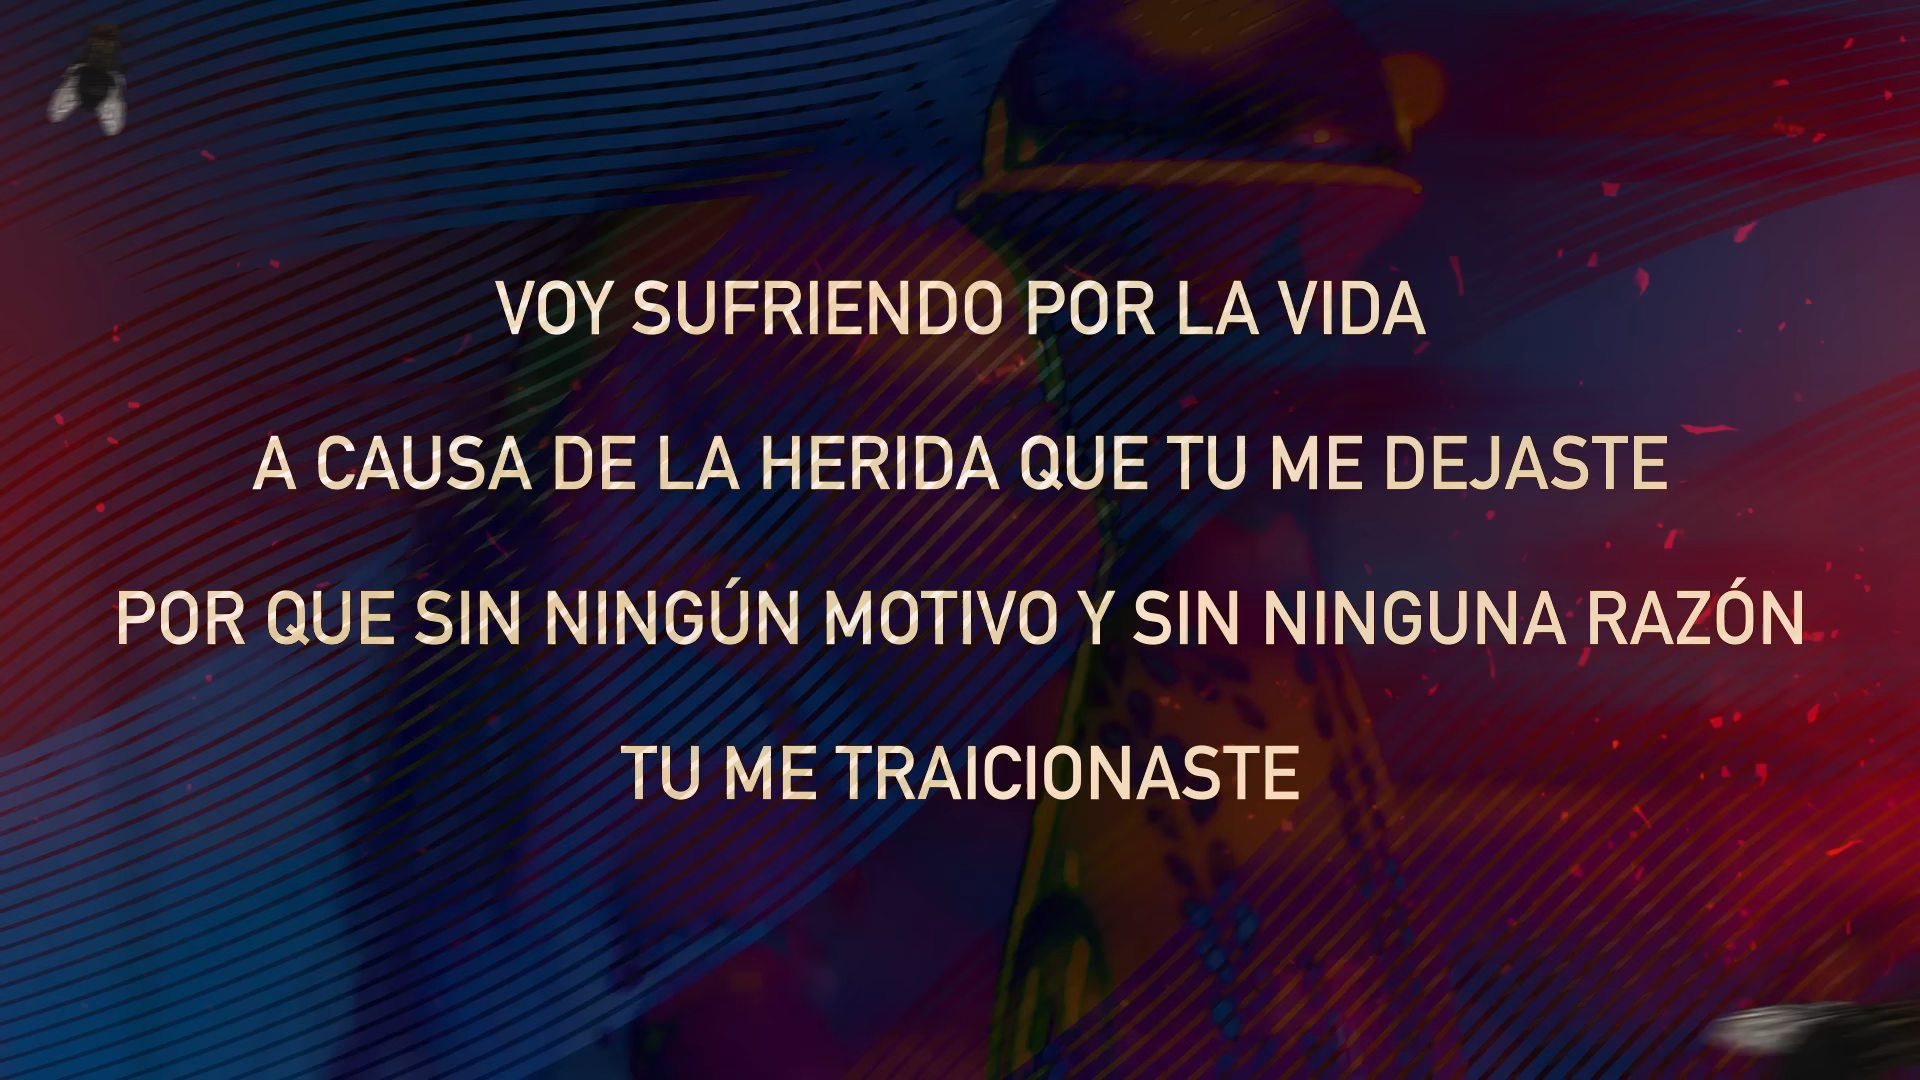 VOY SUFRIENDO POR LA VIDA
A CAUSA DE LA HERIDA QUE TU ME DEJASTE
POR QUE SIN NINGÚN MOTIVO Y SIN NINGUNA RAZÓN
TU ME TRAICIONASTE